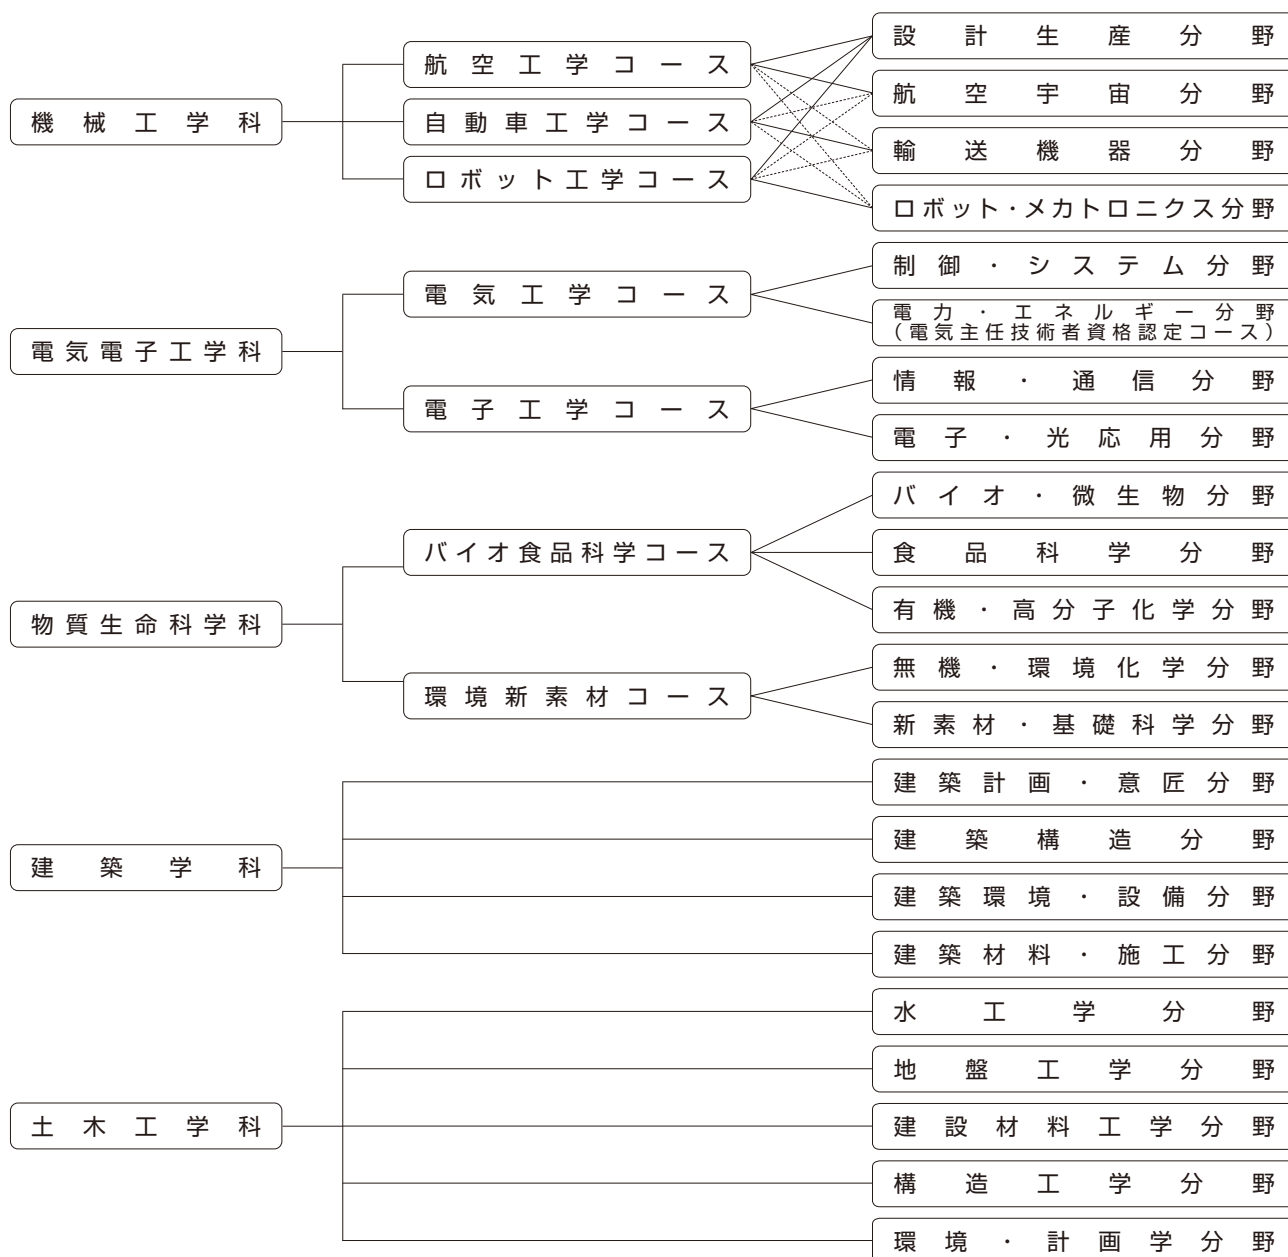 機械工学科
航空工学コース
自動車工学コース
ロボット工学コース
設計生産分野
航空宇宙分野
輸送機器分野
ロボット・メカトロニクス分野
電気電子工学科
電気工学コース
電子工学コース
制御・システム分野
電力・エネルギー分野
（電気主任技術者資格認定コース）
情報・通信分野
電子・光応用分野
物質生命科学科
バイオ食品科学コース
環境新素材コース
バイオ・微生物分野
食品科学分野
有機・高分子化学分野
無機・環境化学分野
新素材・基礎科学分野
建築学科
建築計画・意匠分野
建築構造分野
建築環境・設備分野
建築材料・施工分野
土木工学科
水工学分野
地盤工学分野
建設材料工学分野
構造工学分野
環境・計画学分野